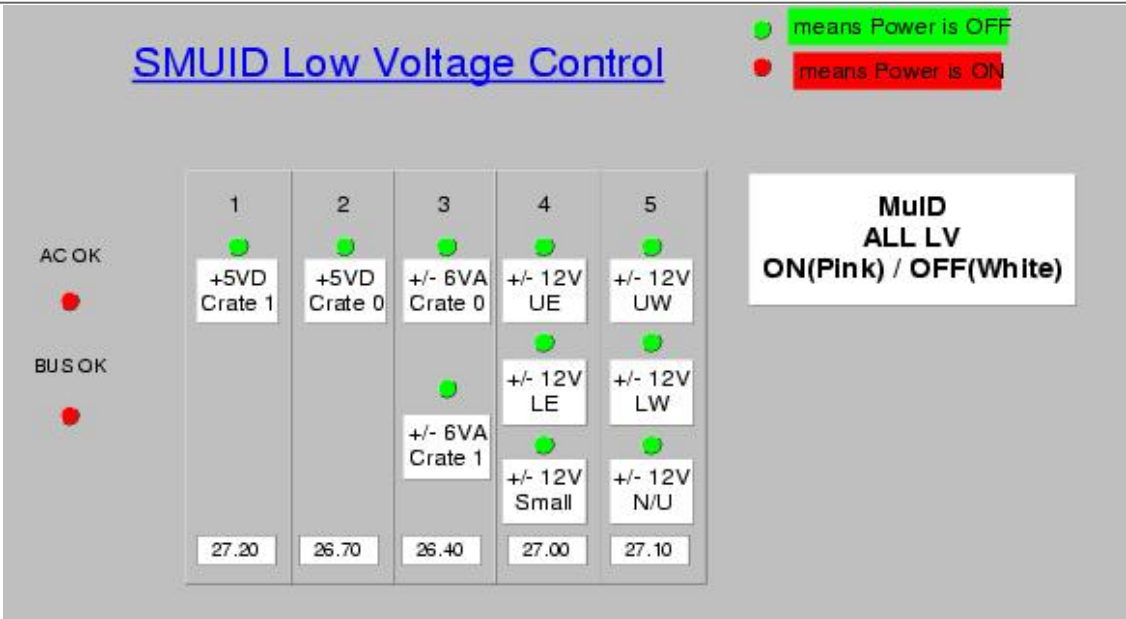 SMUID Low Voltage Control
means Power is OFF
means Power is ON
AC OK
BUS OK
1
+5VD
Crate 1
27.20
2
+5VD
Crate 0
26.70
3
+/- 6VA
Crate 0
+/- 6VA
Crate 1
26.40
4
+/- 12V
UE
+/- 12V
LE
+/- 12V
Small
27.00
5
+/- 12V
UW
+/- 12V
LW
+/- 12V
N/U
27.10
MuID
ALL LV
ON(Pink) / OFF(White)